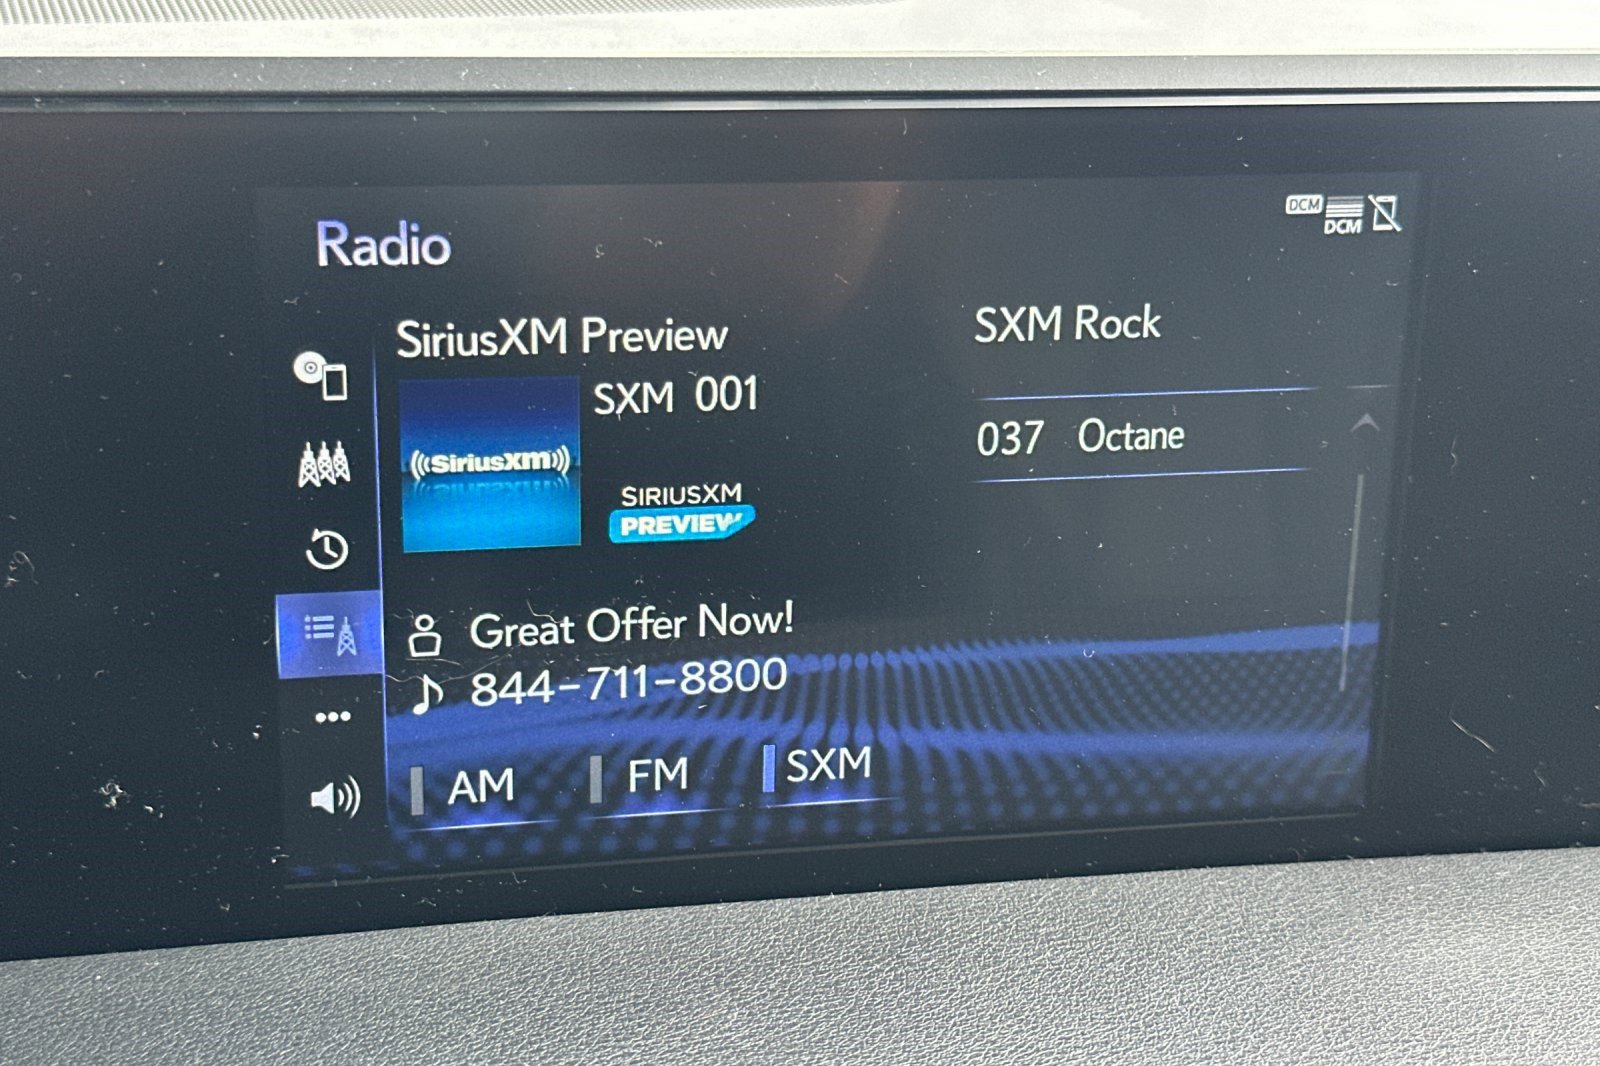 Radio
DCM
DCM
SiriusXM Preview
SXM 001
SiriusXm
SIRIUSXM
PREVIEW
Great Offer Now!
844-711-8800
SXM Rock
037 Octane
AM
FM
SXM